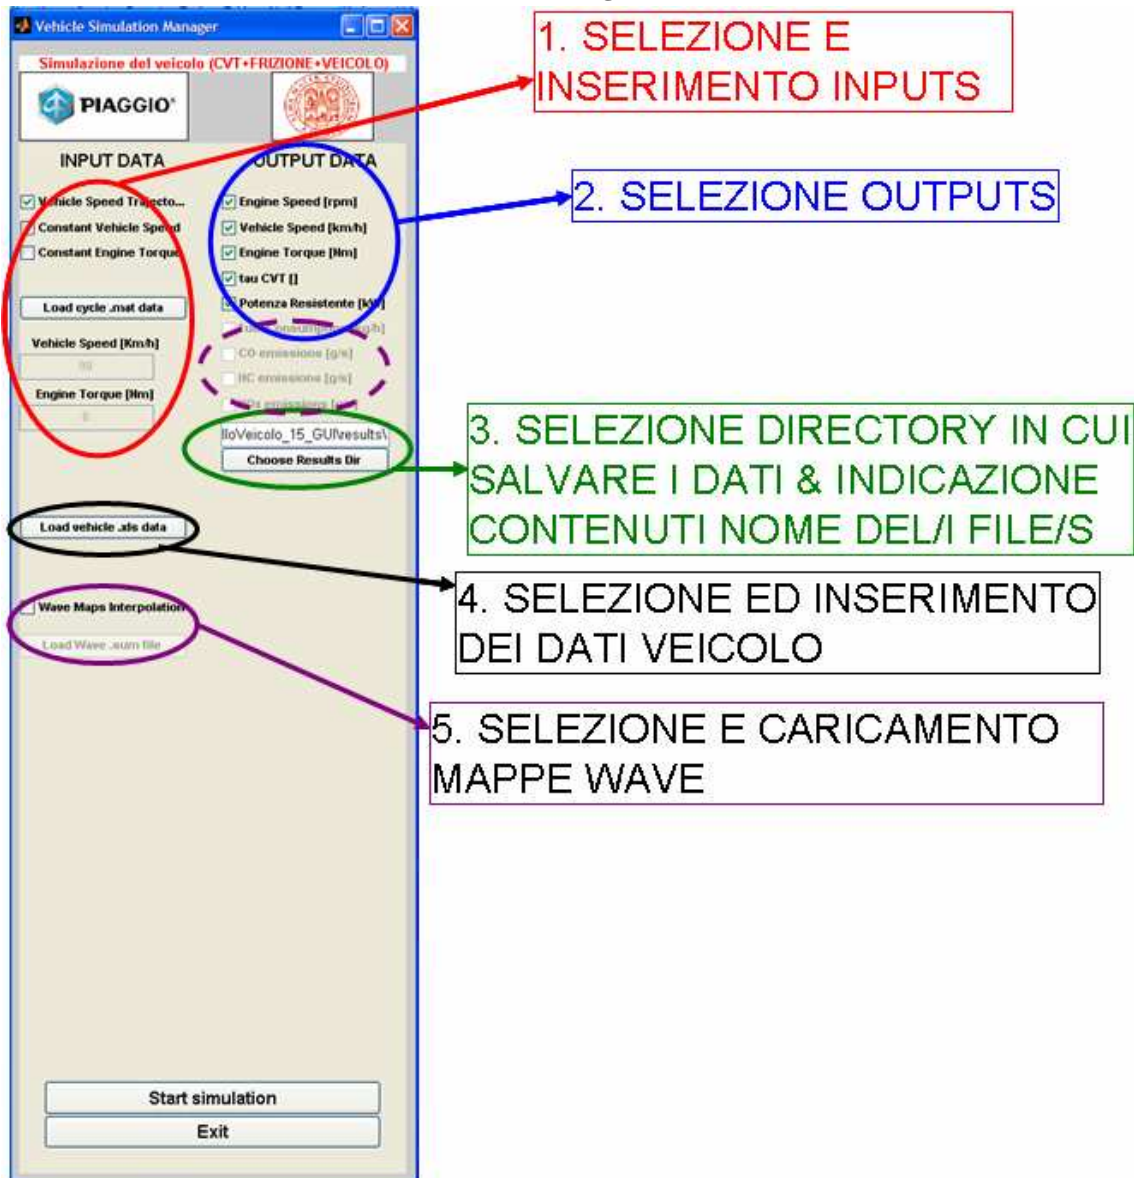 Vehicle Simulation Manager
Simulazione del veicolo (CVT+FRIZIONE+VEICOLO)
PIAGGIO
INPUT DATA
Vehicle Speed Trajecto...
Constant Vehicle Speed
Constant Engine Torque
Load cycle .mat data
Vehicle Speed [Km/h]
Engine Torque [Nm]
Load vehicle .xls data
Wave Maps Interpolation
Load Wave .sum file
OUTPUT DATA
Engine Speed [rpm]
Vehicle Speed [km/h]
Engine Torque [Nm]
tau CVT []
Potenza Resistente [kW]
CO emissions [g/s]
HC emissions [g/s]
lloVeicolo_15_GUI\results\
Choose Results Dir
Start simulation
Exit
1. SELEZIONE E
INSERIMENTO INPUTS
2. SELEZIONE OUTPUTS
3. SELEZIONE DIRECTORY IN CUI
SALVARE I DATI & INDICAZIONE
CONTENUTI NOME DEL/I FILE/S
4. SELEZIONE ED INSERIMENTO
DEI DATI VEICOLO
5. SELEZIONE E CARICAMENTO
MAPPE WAVE